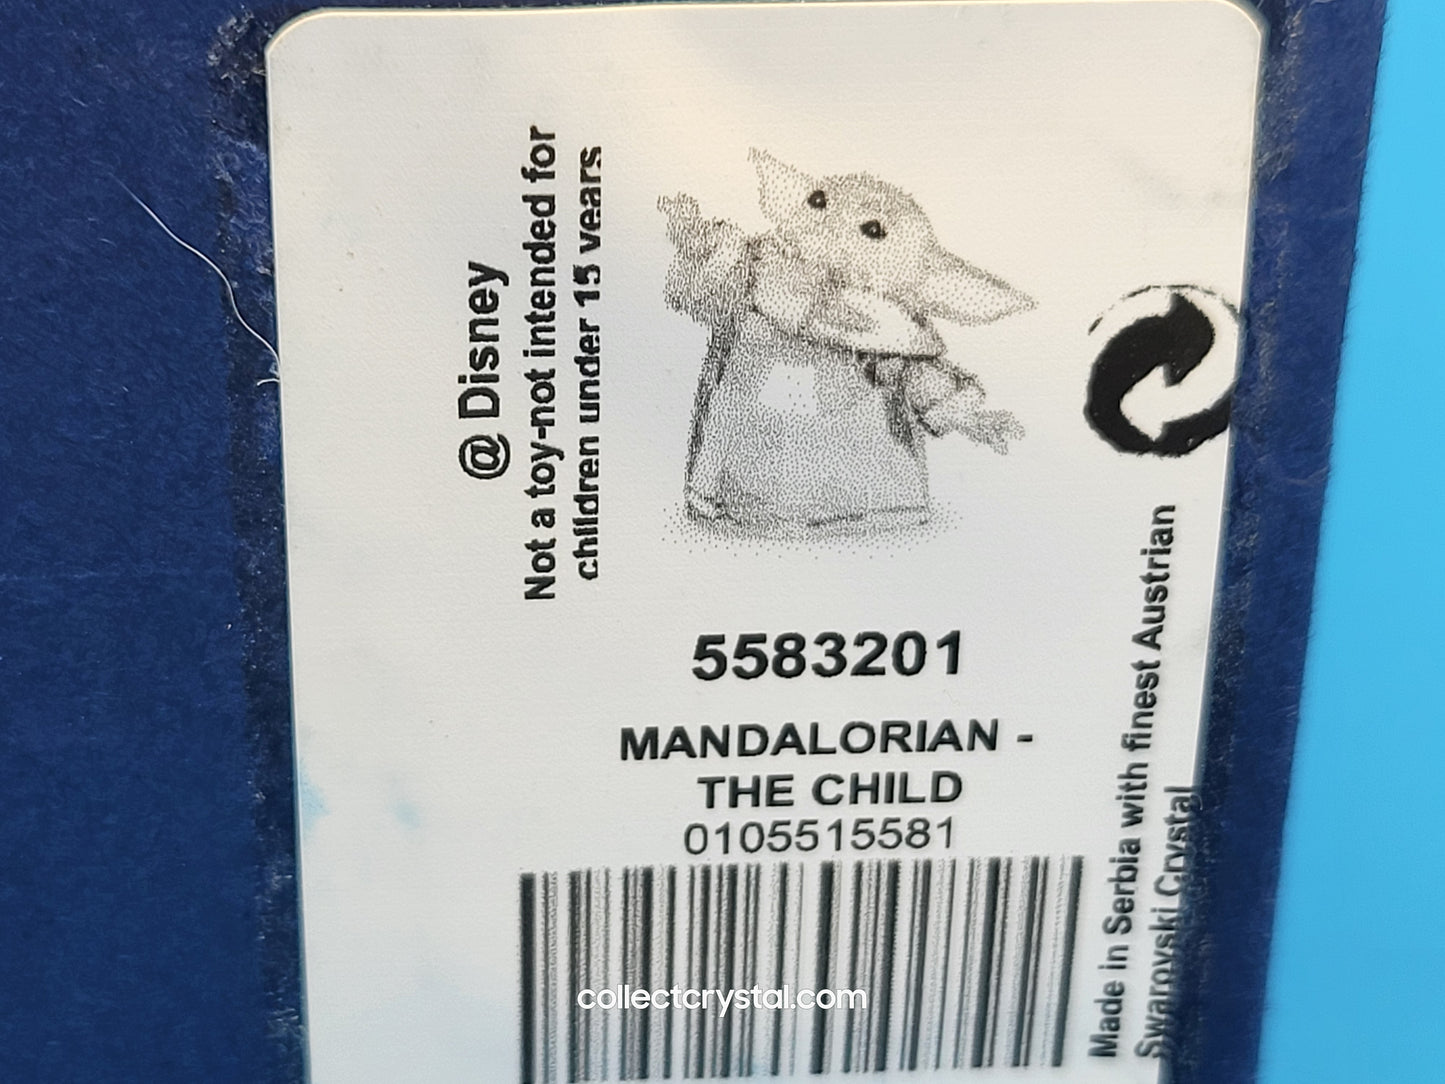 @ Disney
Not a toy-not intended for
children under 15 years
5583201
MANDALORIAN -
THE CHILD
0105515581
Made in Serbia with finest Austrian
Swarovski Crystal
collectcrystal.com